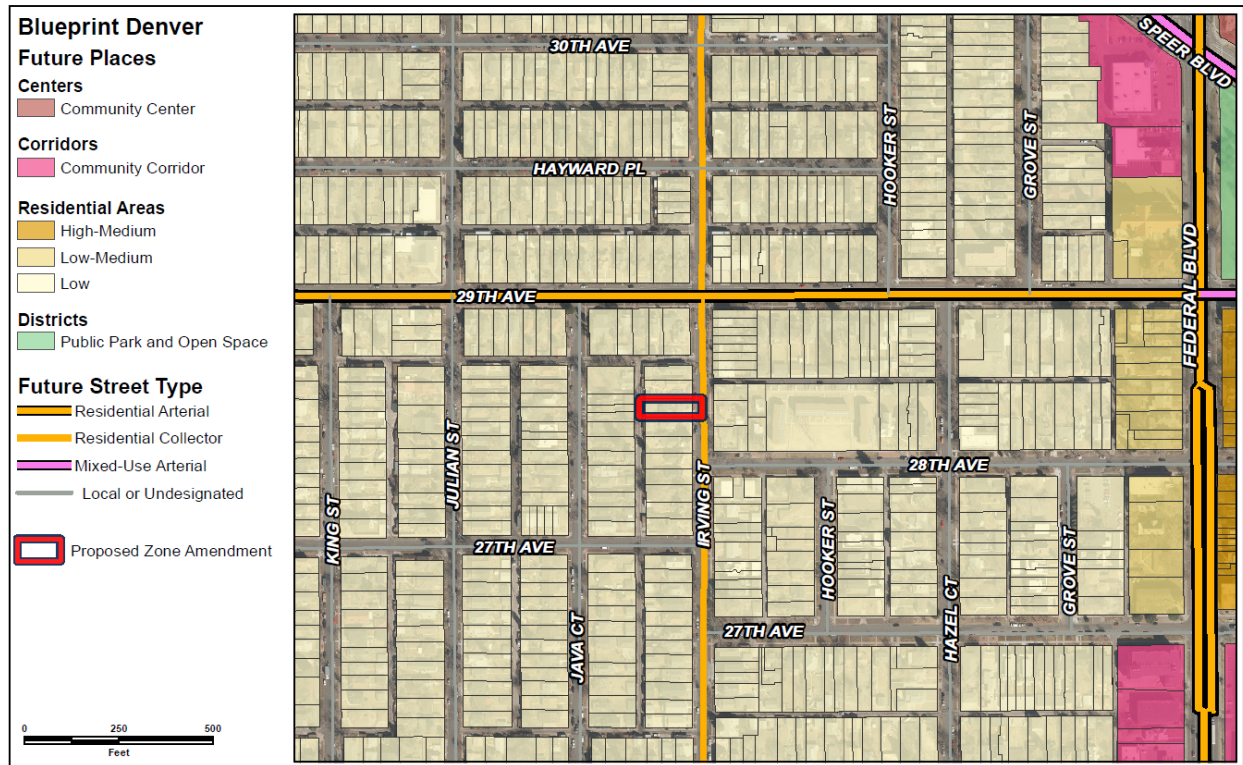 Blueprint Denver
Future Places
Centers
Community Center
Corridors
Community Corridor
Residential Areas
High-Medium
Low-Medium
Low
Districts
Public Park and Open Space
Future Street Type
Residential Arterial
Residential Collector
Mixed-Use Arterial
Local or Undesignated
Proposed Zone Amendment
0 250 500
Feet
30TH AVE
SPEER BLVD
HOOKER ST
GROVE ST
HAYWARD PL
FEDERAL BLVD
29TH AVE
JULIAN ST
IRVING ST
28TH AVE
KING ST
27TH AVE
HOOKER ST
GROVE ST
HAZEL CT
JAVA CT
27TH AVE